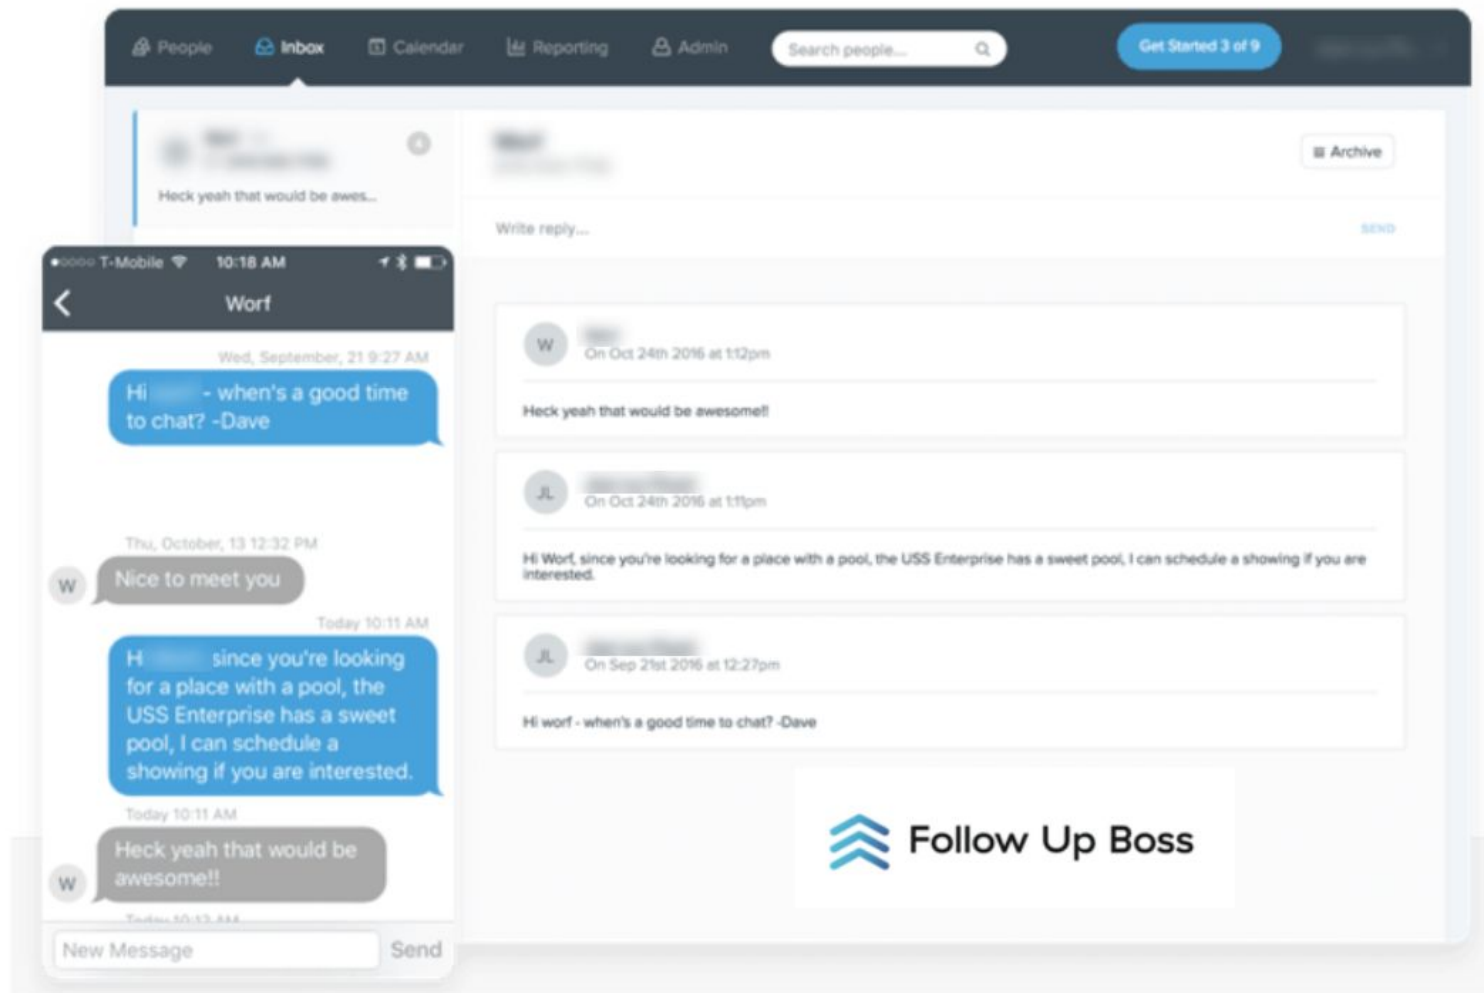 People Inbox Calendar Reporting Admin Search people... Get Started 3 of 9
Heck yeah that would be awes...
Archive
Write reply...
SEND
W
On Oct 24th 2016 at 1:12pm
Heck yeah that would be awesome!!
JL
On Oct 24th 2016 at 1:11pm
Hi Worf, since you're looking for a place with a pool, the USS Enterprise has a sweet pool, I can schedule a showing if you are
interested.
JL
On Sep 21st 2016 at 12:27pm
Hi worf - when's a good time to chat? -Dave
Follow Up Boss
T-Mobile 10:18 AM
Worf
Wed, September, 21 9:27 AM
Hi - when's a good time
to chat? -Dave
Thu, October, 13 12:32 PM
W
Nice to meet you
Today 10:11 AM
H since you're looking
for a place with a pool, the
USS Enterprise has a sweet
pool, I can schedule a
showing if you are interested.
Today 10:11 AM
W
Heck yeah that would be
awesome!!
Today 10:12 AM
New Message
Send